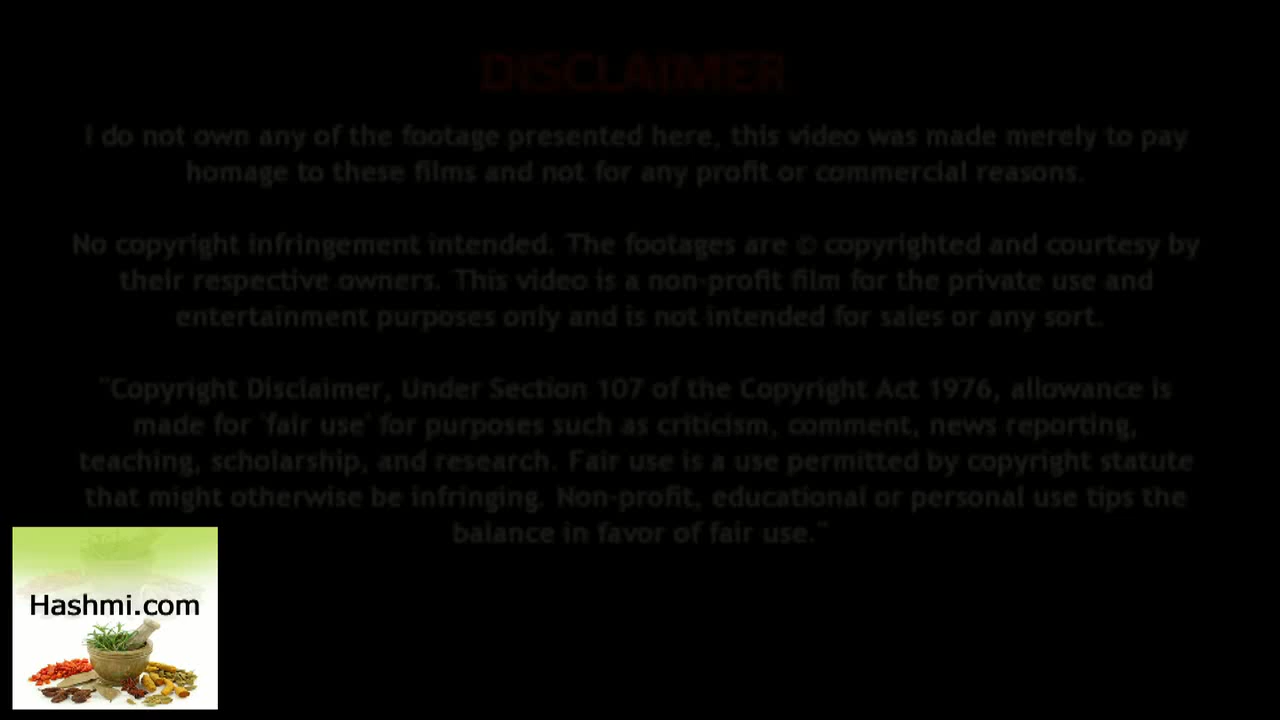 DISCLAIMER
I do not own any of the footage presented here, this video was made merely to pay
homage to these films and not for any profit or commercial reasons.
No copyright infringement intended. The footages are © copyrighted and courtesy by
their respective owners. This video is a non-profit film for the private use and
entertainment purposes only and is not intended for sales or any sort.
"Copyright Disclaimer, Under Section 107 of the Copyright Act 1976, allowance is
made for 'fair use' for purposes such as criticism, comment, news reporting,
teaching, scholarship, and research. Fair use is a use permitted by copyright statute
that might otherwise be infringing. Non-profit, educational or personal use tips the
balance in favor of fair use."
Hashmi.com